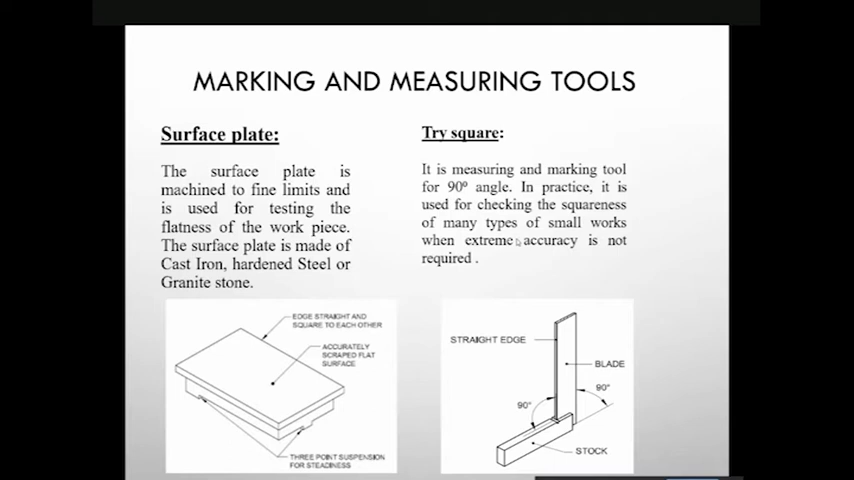 MARKING AND MEASURING TOOLS
Surface plate:
The surface plate is
machined to fine limits and
is used for testing the
flatness of the work piece.
The surface plate is made of
Cast Iron, hardened Steel or
Granite stone.
Try square:
It is measuring and marking tool
for 90º angle. In practice, it is
used for checking the squareness
of many types of small works
when extreme accuracy is not
required .
EDGE STRAIGHT AND
SQUARE TO EACH OTHER
ACCURATELY
SCRAPED FLAT
SURFACE
THREE POINT SUSPENSION
FOR STEADINESS
STRAIGHT EDGE
BLADE
90°
90°
STOCK